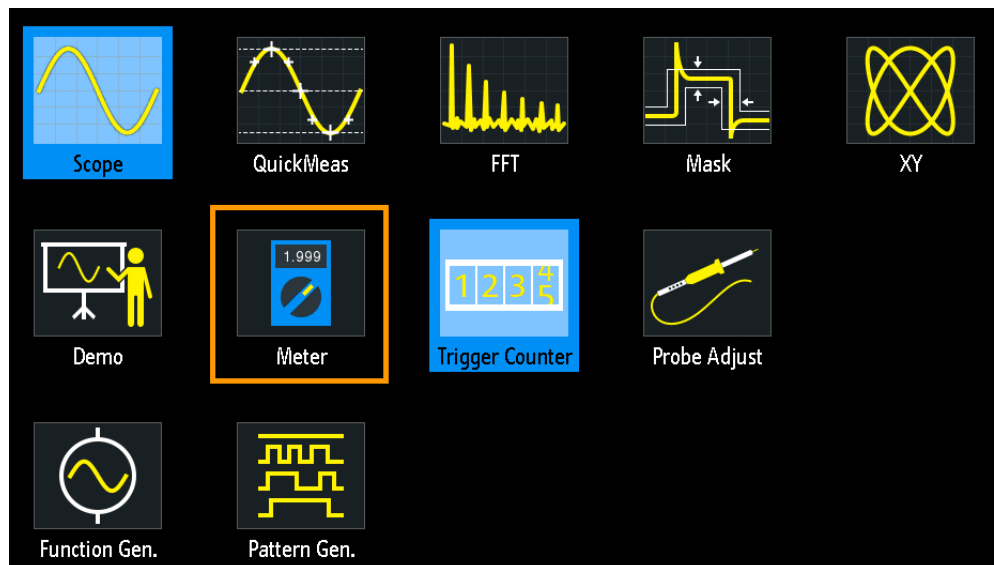 Scope
QuickMeas
FFT
Mask
XY
1.999
1 2 3 4
5
Demo
Meter
Trigger Counter
Probe Adjust
Function Gen.
Pattern Gen.